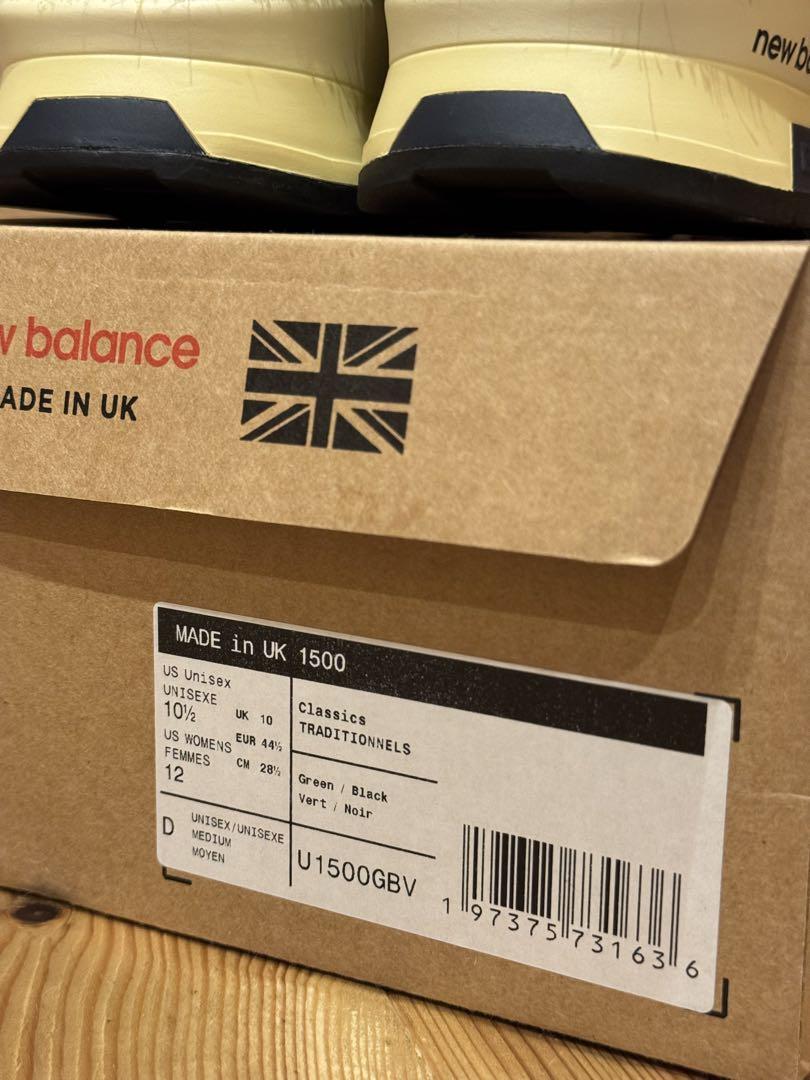 new ba
w balance
ADE IN UK
MADE in UK 1500
US Unisex
UNISEXE
10½
UK 10
US WOMENS
EUR 44½
FEMMES
CM 28½
12
Classics
TRADITIONNELS
Green / Black
Vert / Noir
D
UNISEX/UNISEXE
MEDIUM
MOYEN
U1500GBV
1 97375 73163 6